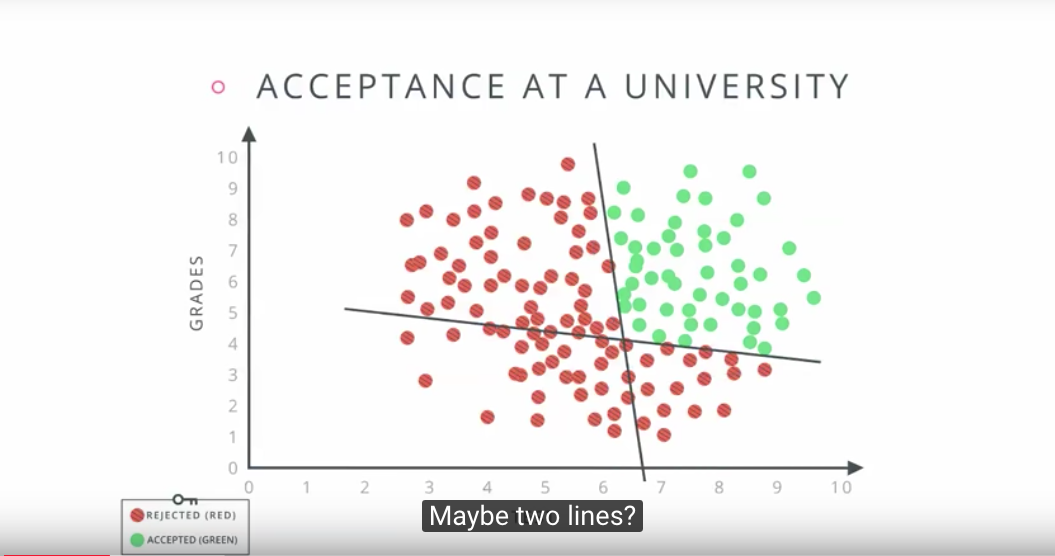 ACCEPTANCE AT A UNIVERSITY
10
9
8
7
6
5
4
3
2
1
0
GRADES
0 1 2 3 4 5 6 7 8 9 10
REJECTED (RED)
ACCEPTED (GREEN)
Maybe two lines?